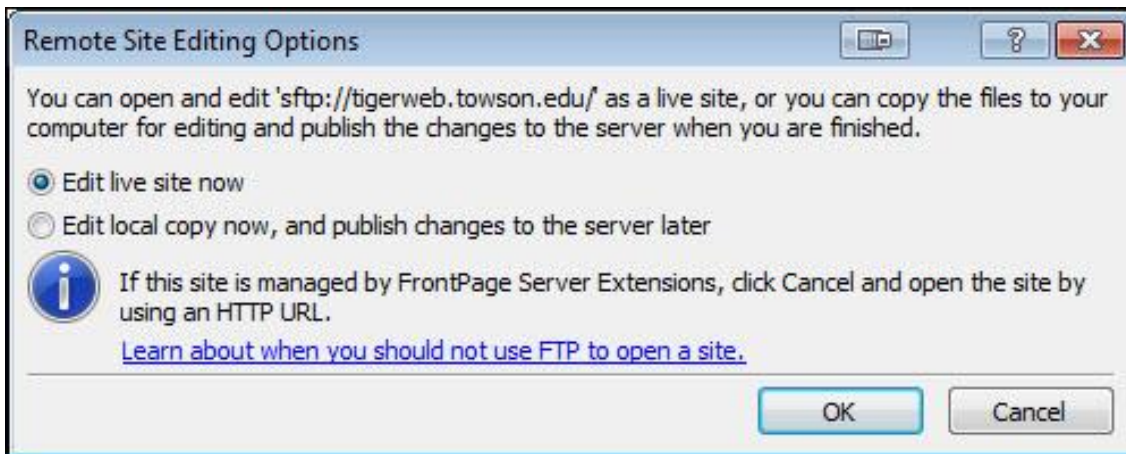 Remote Site Editing Options
You can open and edit 'sftp://tigerweb.towson.edu/' as a live site, or you can copy the files to your
computer for editing and publish the changes to the server when you are finished.
Edit live site now
Edit local copy now, and publish changes to the server later
If this site is managed by FrontPage Server Extensions, click Cancel and open the site by
using an HTTP URL.
Learn about when you should not use FTP to open a site.
OK
Cancel